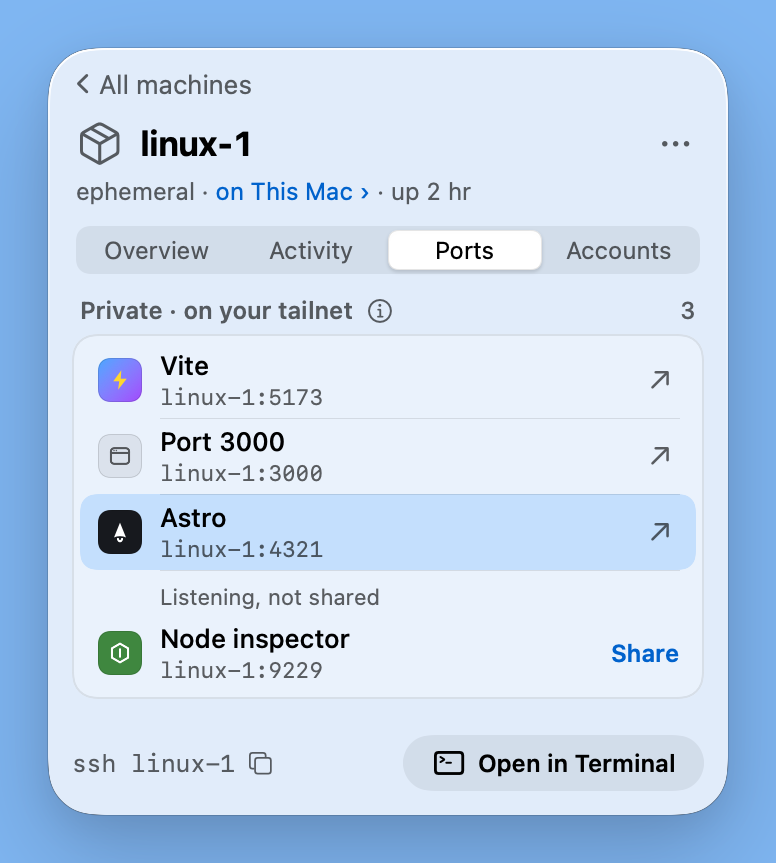 All machines
linux-1
ephemeral · on This Mac › · up 2 hr
Overview Activity Ports Accounts
Private · on your tailnet 3
Vite
linux-1:5173
Port 3000
linux-1:3000
Astro
linux-1:4321
Listening, not shared
Node inspector
linux-1:9229
Share
ssh linux-1
Open in Terminal